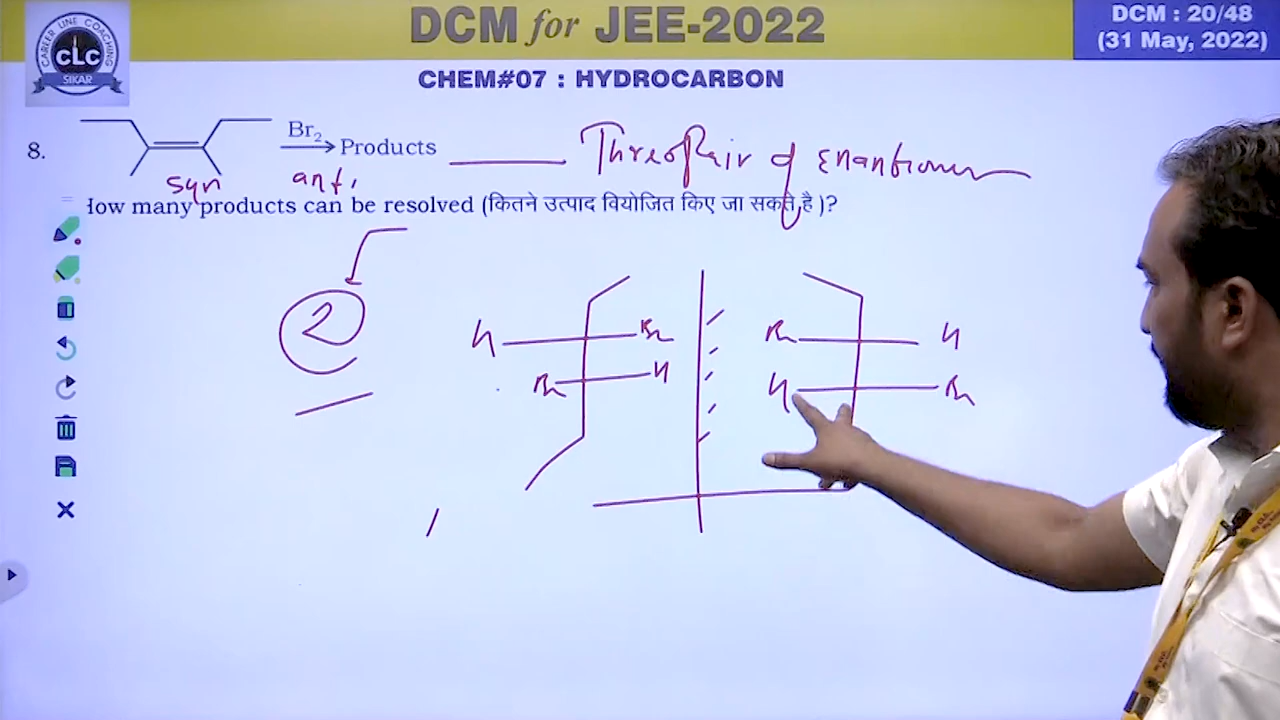 DCM for JEE-2022
DCM : 20/48
(31 May, 2022)
CAREER LINE COACHING
CLC
SIKAR
CHEM#07 : HYDROCARBON
8. Br₂ Products Threo Pair of Enantiomer
syn anti
How many products can be resolved (कितने उत्पाद वियोजित किए जा सकते है )?
2
H Br Br H
Br H H Br